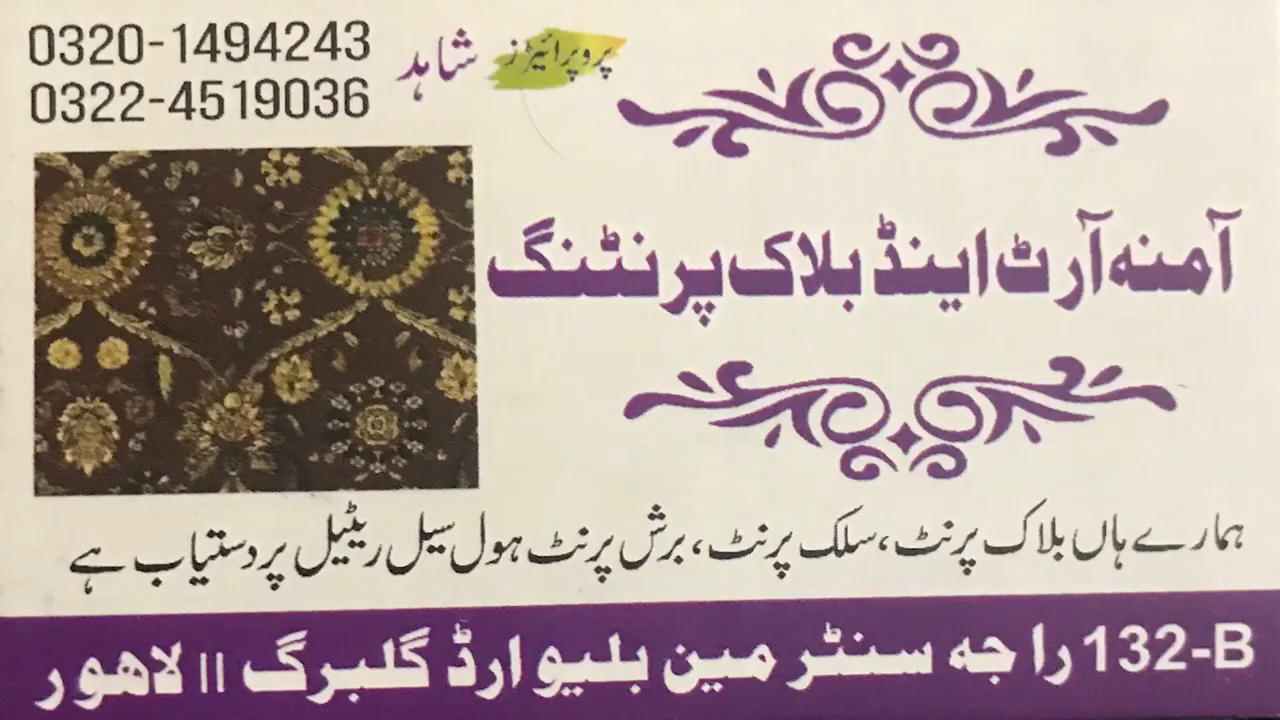 0320-1494243
0322-4519036
پروپرائیٹرز شاہد
آمنہ آرٹ اینڈ بلاک پرنٹنگ
ہمارے ہاں بلاک پرنٹ، سلک پرنٹ، برش پرنٹ ہول سیل ریٹیل پر دستیاب ہے
132-B راجہ سنٹر مین بلیوارڈ گلبرگ II لاہور